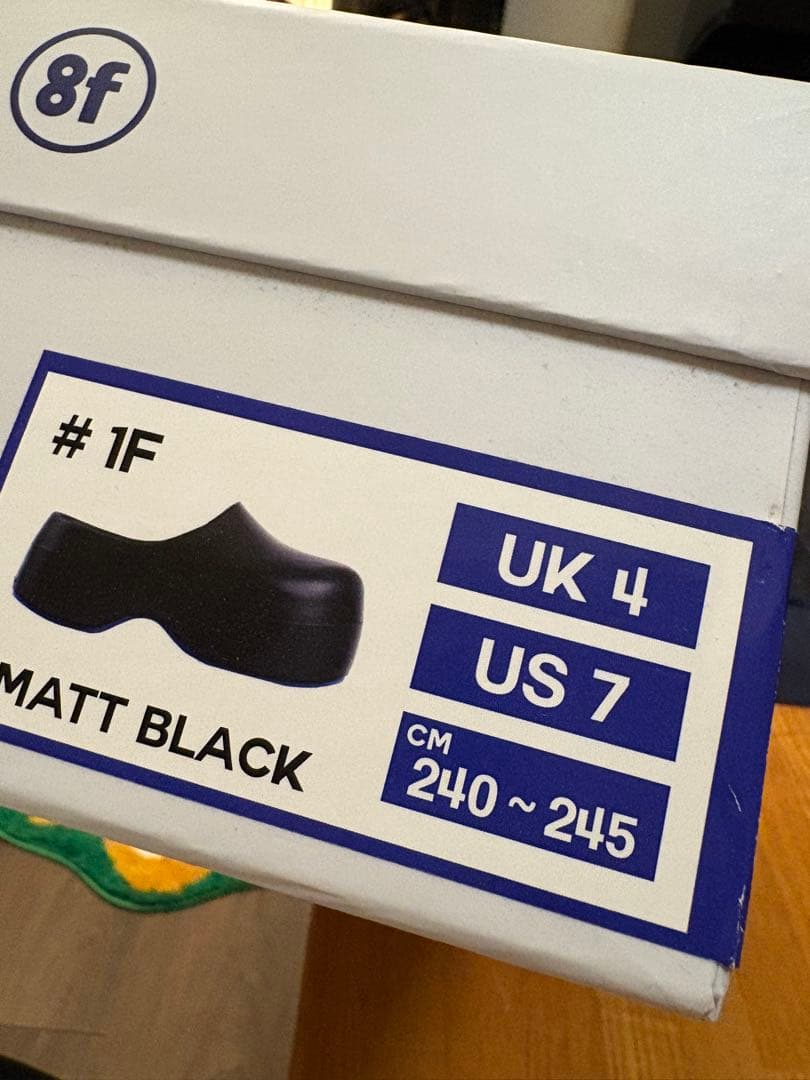 8f
# 1F
MATT BLACK
UK 4
US 7
CM
240 ~ 245